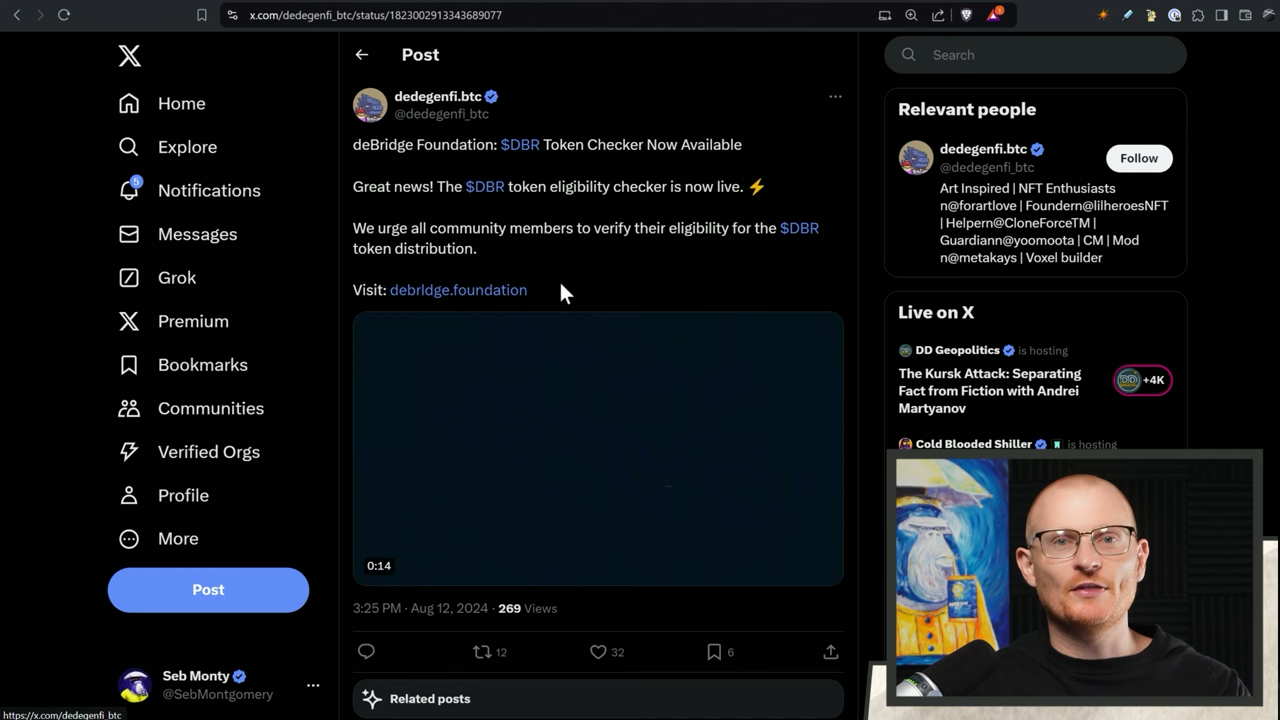 x.com/dedegenfi_btc/status/1823002913343689077
Home
Explore
5
Notifications
Messages
Grok
Premium
Bookmarks
Communities
Verified Orgs
Profile
More
Post
Seb Monty
@SebMontgomery
https://x.com/dedegenfi_btc
Post
dedegenfi.btc
@dedegenfi_btc
deBridge Foundation: $DBR Token Checker Now Available
Great news! The $DBR token eligibility checker is now live. ⚡
We urge all community members to verify their eligibility for the $DBR
token distribution.
Visit: debrldge.foundation
0:14
3:25 PM · Aug 12, 2024 · 269 Views
12
32
6
Related posts
Search
Relevant people
dedegenfi.btc
@dedegenfi_btc
Follow
Art Inspired | NFT Enthusiasts
n@forartlove | Foundern@lilheroesNFT
| Helpern@CloneForceTM |
Guardiann@yoomoota | CM | Mod
n@metakays | Voxel builder
Live on X
DD Geopolitics is hosting
The Kursk Attack: Separating
Fact from Fiction with Andrei
Martyanov
+4K
Cold Blooded Shiller is hosting